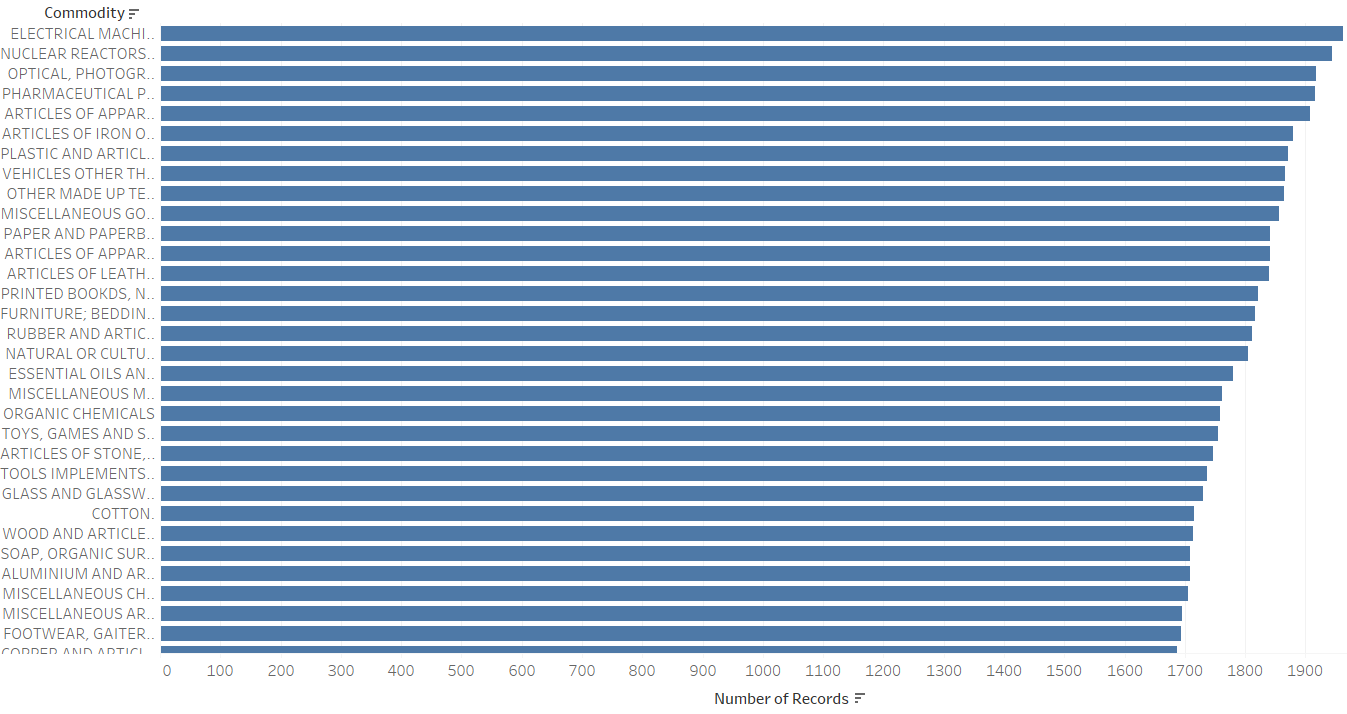 Commodity
ELECTRICAL MACHI..
NUCLEAR REACTORS..
OPTICAL, PHOTOGR..
PHARMACEUTICAL P..
ARTICLES OF APPAR..
ARTICLES OF IRON O..
PLASTIC AND ARTICL..
VEHICLES OTHER TH..
OTHER MADE UP TE..
MISCELLANEOUS GO..
PAPER AND PAPERB..
ARTICLES OF APPAR..
ARTICLES OF LEATH..
PRINTED BOOKDS, N..
FURNITURE; BEDDIN..
RUBBER AND ARTIC..
NATURAL OR CULTU..
ESSENTIAL OILS AN..
MISCELLANEOUS M..
ORGANIC CHEMICALS
TOYS, GAMES AND S..
ARTICLES OF STONE,..
TOOLS IMPLEMENTS..
GLASS AND GLASSW..
COTTON.
WOOD AND ARTICLE..
SOAP, ORGANIC SUR..
ALUMINIUM AND AR..
MISCELLANEOUS CH..
MISCELLANEOUS AR..
FOOTWEAR, GAITER..
COPPER AND ARTICL..
0 100 200 300 400 500 600 700 800 900 1000 1100 1200 1300 1400 1500 1600 1700 1800 1900
Number of Records